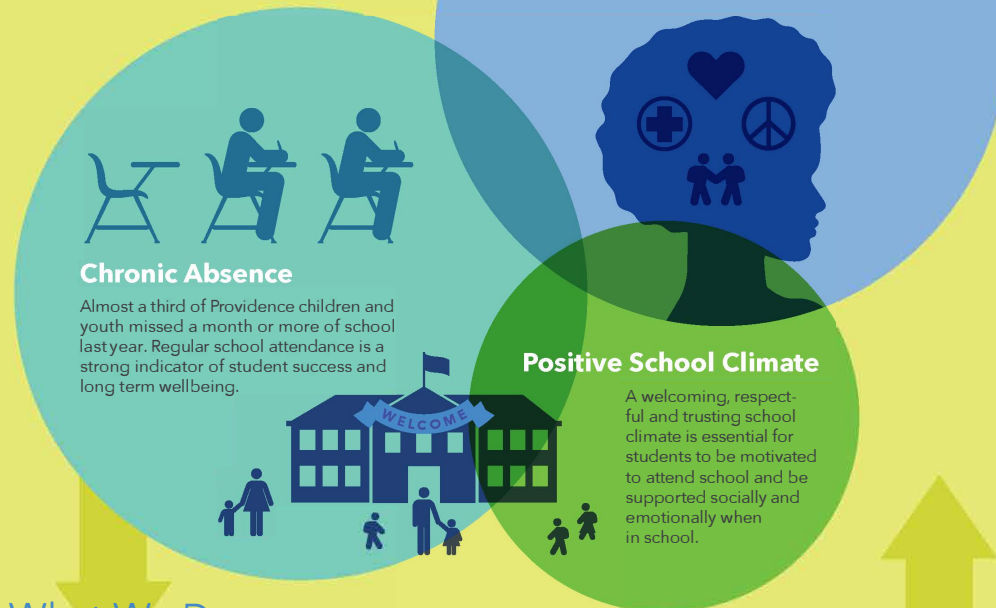 Chronic Absence
Almost a third of Providence children and
youth missed a month or more of school
last year. Regular school attendance is a
strong indicator of student success and
long term wellbeing.
WELCOME
Positive School Climate
A welcoming, respect-
ful and trusting school
climate is essential for
students to be motivated
to attend school and be
supported socially and
emotionally when
in school.